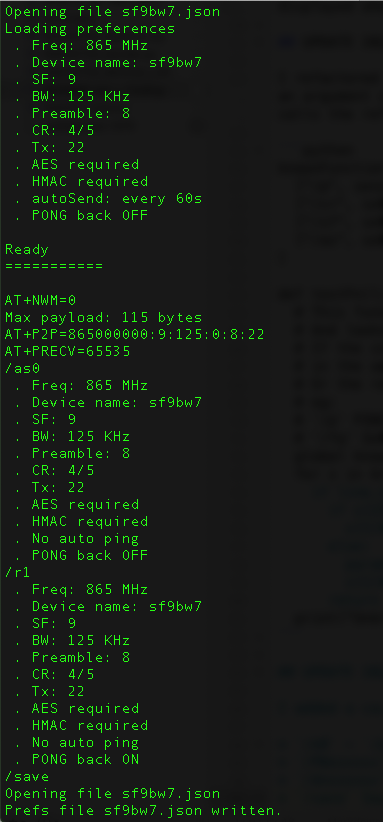 Opening file sf9bw7.json
Loading preferences
. Freq: 865 MHz
. Device name: sf9bw7
. SF: 9
. BW: 125 KHz
. Preamble: 8
. CR: 4/5
. Tx: 22
. AES required
. HMAC required
. autoSend: every 60s
. PONG back OFF
Ready
===========
AT+NWM=0
Max payload: 115 bytes
AT+P2P=865000000:9:125:0:8:22
AT+PRECV=65535
/as0
. Freq: 865 MHz
. Device name: sf9bw7
. SF: 9
. BW: 125 KHz
. Preamble: 8
. CR: 4/5
. Tx: 22
. AES required
. HMAC required
. No auto ping
. PONG back OFF
/r1
. Freq: 865 MHz
. Device name: sf9bw7
. SF: 9
. BW: 125 KHz
. Preamble: 8
. CR: 4/5
. Tx: 22
. AES required
. HMAC required
. No auto ping
. PONG back ON
/save
Opening file sf9bw7.json
Prefs file sf9bw7.json written.